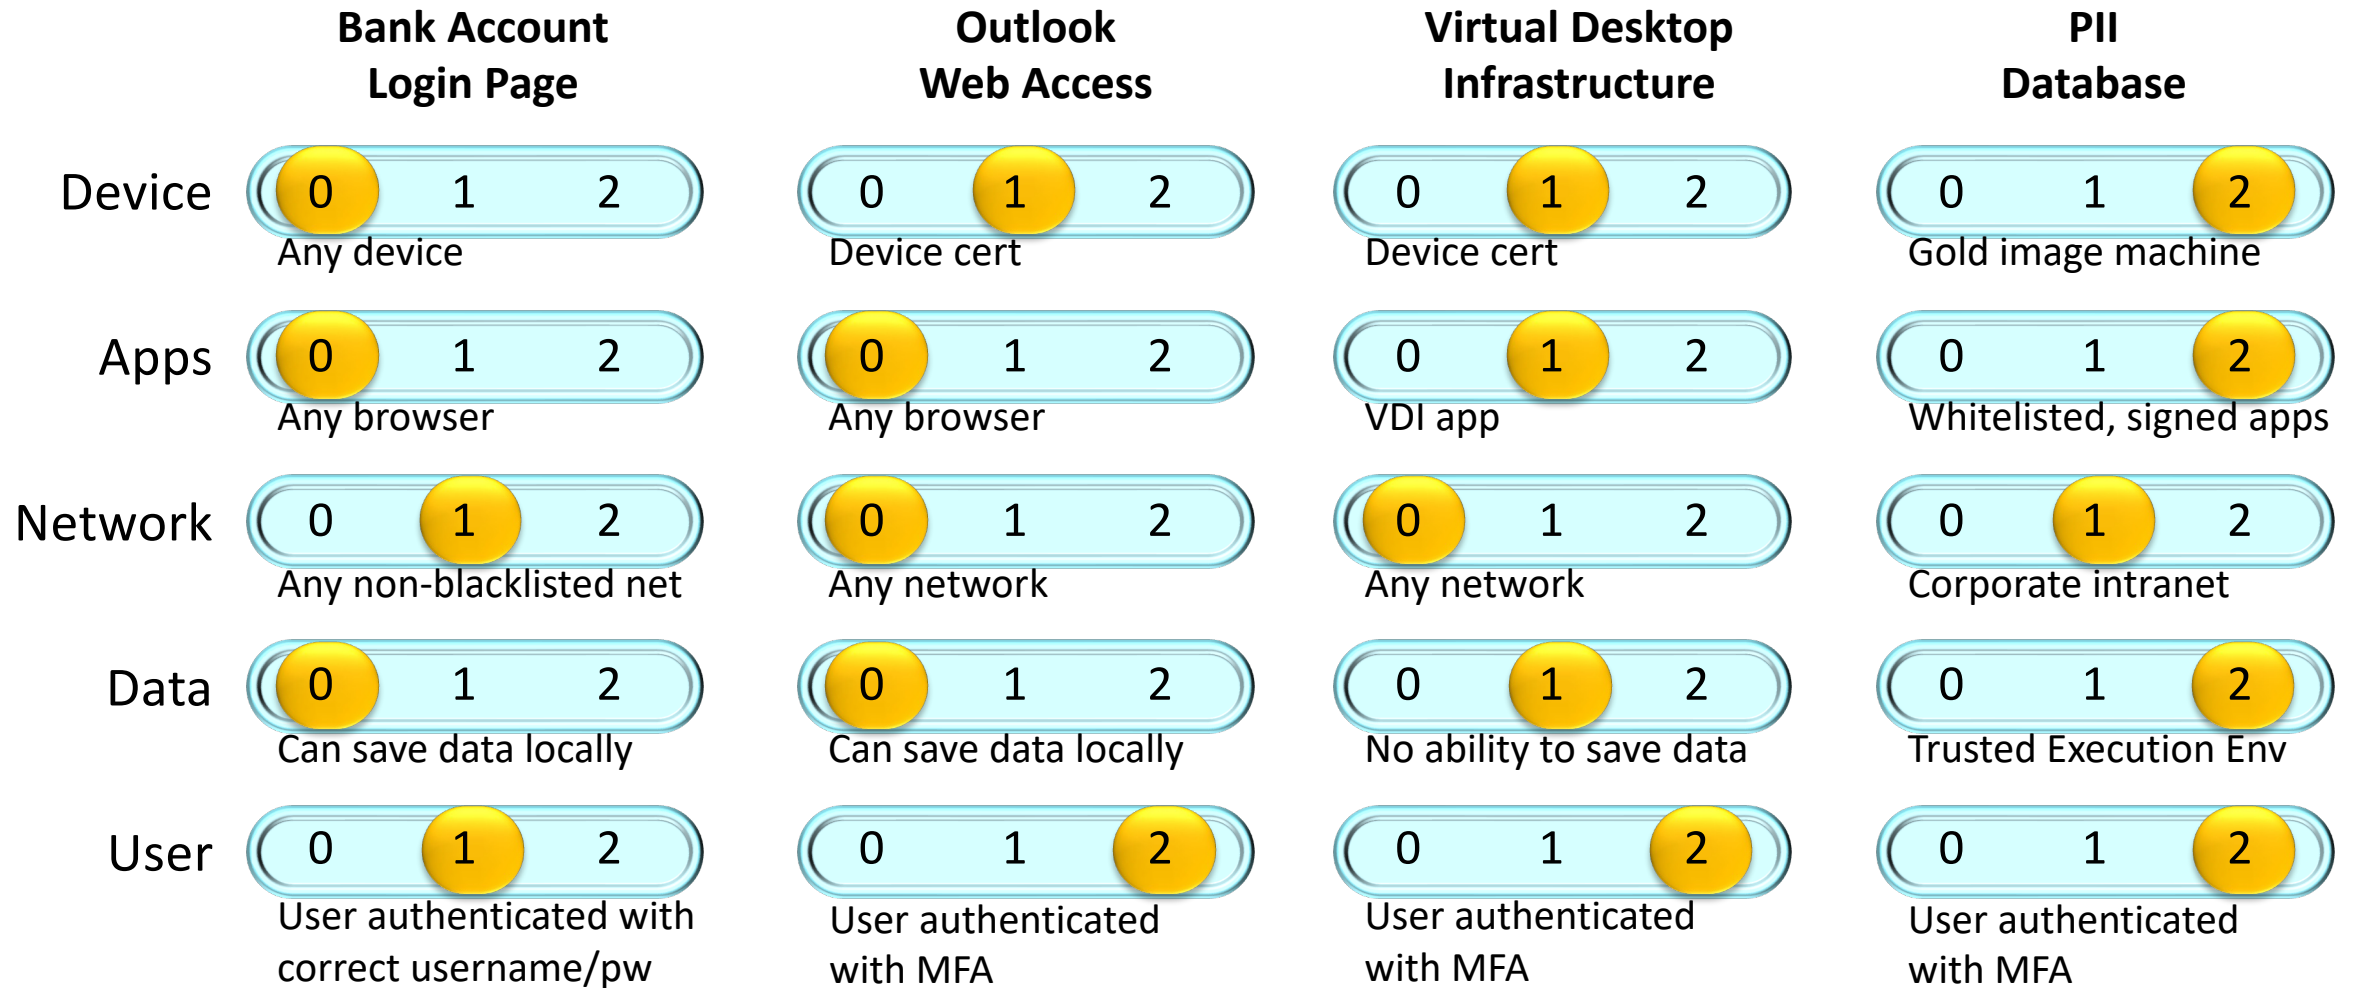 Bank Account
Login Page
Outlook
Web Access
Virtual Desktop
Infrastructure
PII
Database
Device
0 1 2
Any device
0 1 2
Device cert
0 1 2
Device cert
0 1 2
Gold image machine
Apps
0 1 2
Any browser
0 1 2
Any browser
0 1 2
VDI app
0 1 2
Whitelisted, signed apps
Network
0 1 2
Any non-blacklisted net
0 1 2
Any network
0 1 2
Any network
0 1 2
Corporate intranet
Data
0 1 2
Can save data locally
0 1 2
Can save data locally
0 1 2
No ability to save data
0 1 2
Trusted Execution Env
User
0 1 2
User authenticated with
correct username/pw
0 1 2
User authenticated
with MFA
0 1 2
User authenticated
with MFA
0 1 2
User authenticated
with MFA